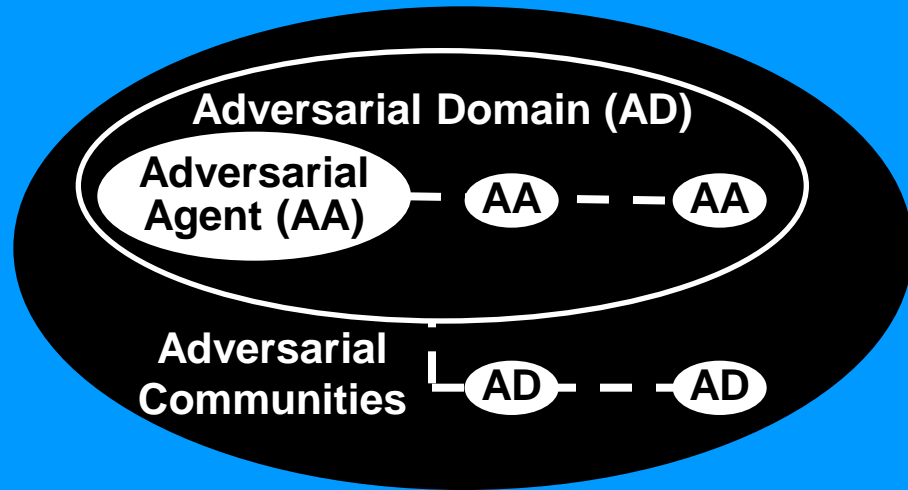 Adversarial Domain (AD)
Adversarial
Agent (AA)
AA
AA
Adversarial
Communities
AD
AD